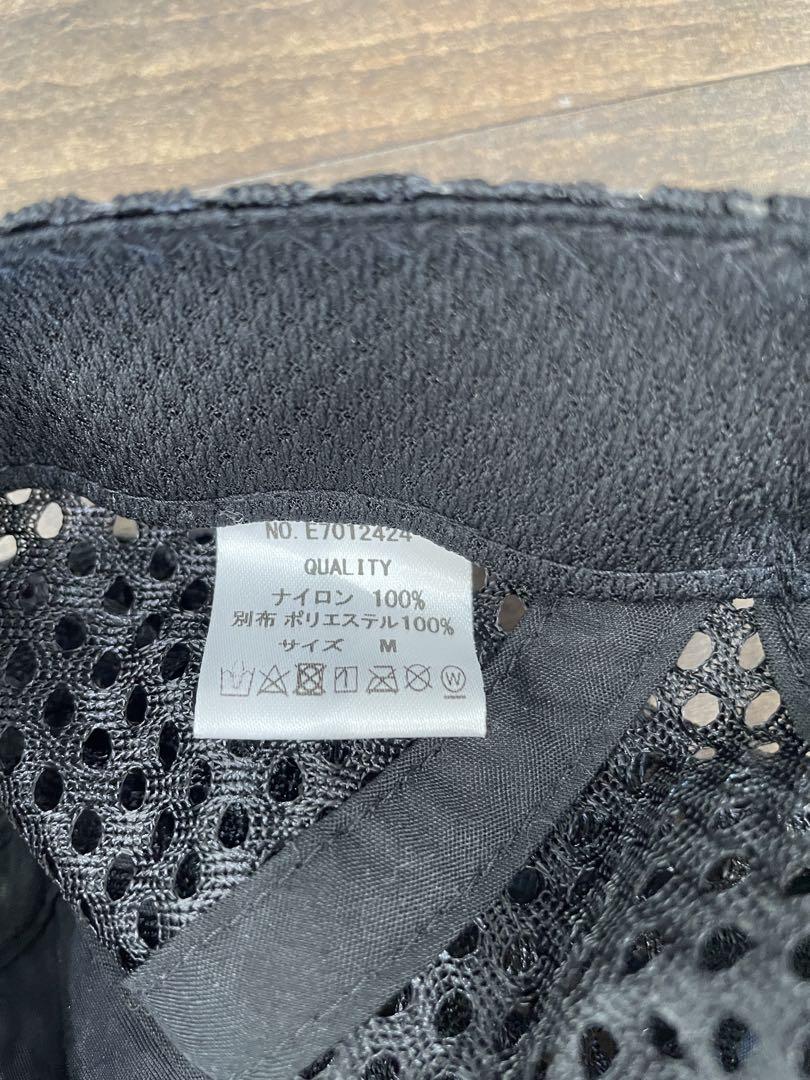 NO. E7012424
QUALITY
ナイロン 100%
別布 ポリエステル100%
サイズ M
W